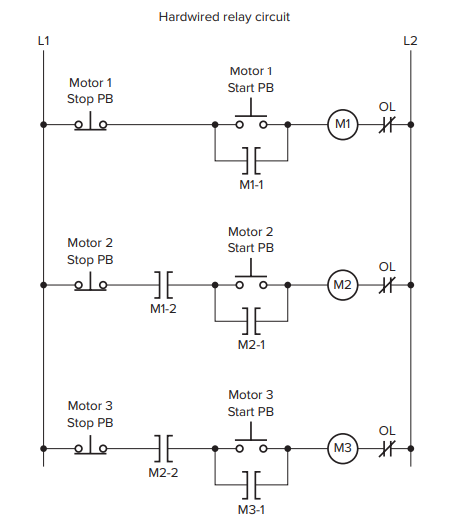 Hardwired relay circuit
L1
L2
Motor 1
Stop PB
Motor 1
Start PB
OL
M1
M1-1
Motor 2
Stop PB
Motor 2
Start PB
OL
M2
M1-2
M2-1
Motor 3
Stop PB
Motor 3
Start PB
OL
M3
M2-2
M3-1